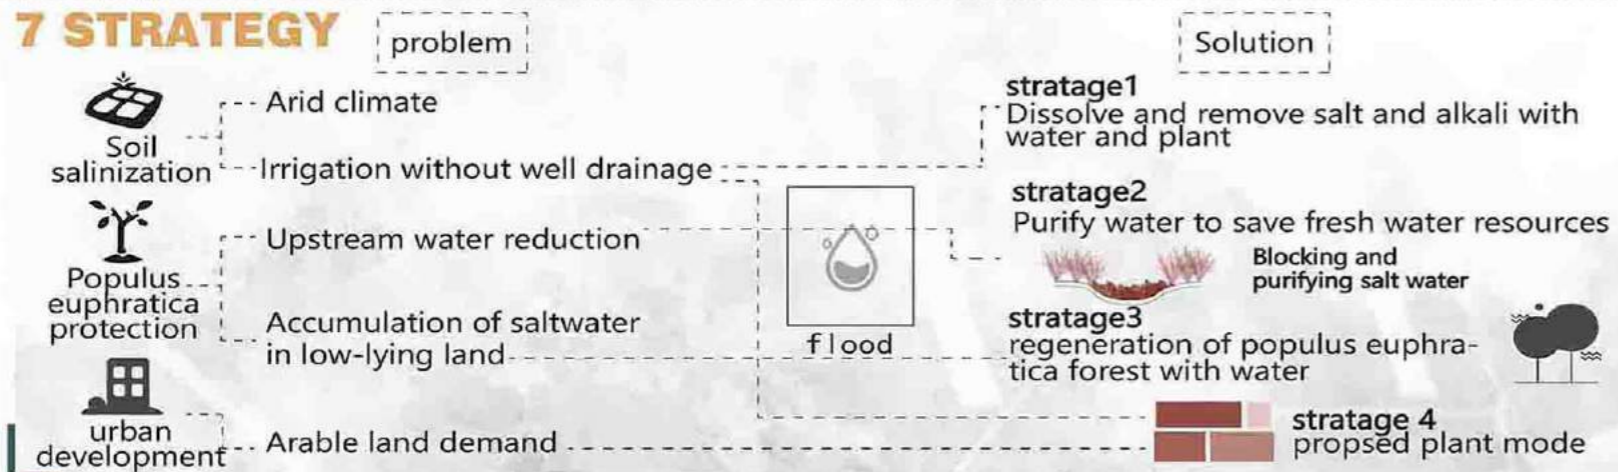 7 STRATEGY
problem
Solution
Soil
salinization
Arid climate
Irrigation without well drainage
Populus
euphratica
protection
Upstream water reduction
Accumulation of saltwater
in low-lying land
urban
development
Arable land demand
flood
stratage1
Dissolve and remove salt and alkali with
water and plant
stratage2
Purify water to save fresh water resources
Blocking and
purifying salt water
stratage3
regeneration of populus euphra-
tica forest with water
stratage 4
propsed plant mode